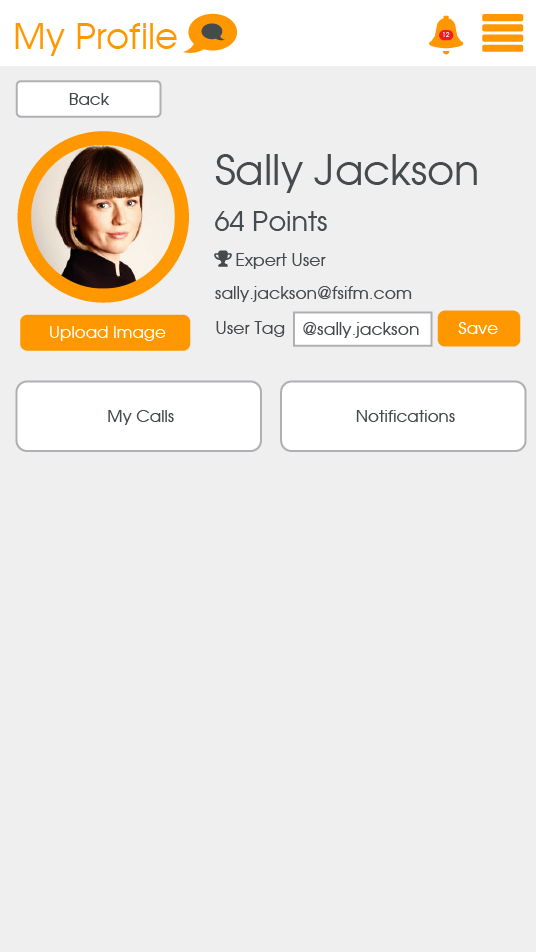 My Profile
12
Back
Sally Jackson
64 Points
Expert User
sally.jackson@fsifm.com
User Tag @sally.jackson Save
Upload Image
My Calls Notifications